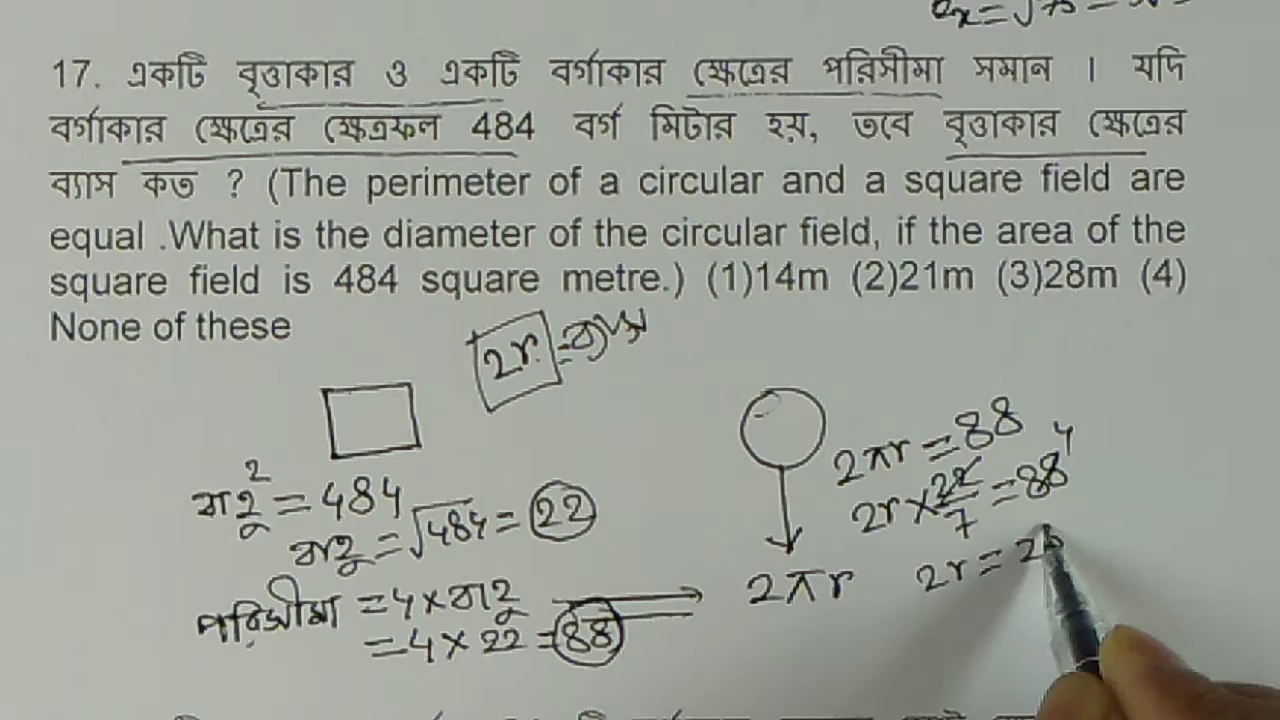 17. একটি বৃত্তাকার ও একটি বর্গাকার ক্ষেত্রের পরিসীমা সমান । যদি
বর্গাকার ক্ষেত্রের ক্ষেত্রফল 484 বর্গ মিটার হয়, তবে বৃত্তাকার ক্ষেত্রের
ব্যাস কত ? (The perimeter of a circular and a square field are
equal .What is the diameter of the circular field, if the area of the
square field is 484 square metre.) (1)14m (2)21m (3)28m (4)
None of these
2r = ব্যাস
বাহু² = 484
বাহু = √484 = 22
পরিসীমা = 4 × বাহু
= 4 × 22 = 88
2πr
2πr = 88
2r × 22/7 = 88 4
2r =